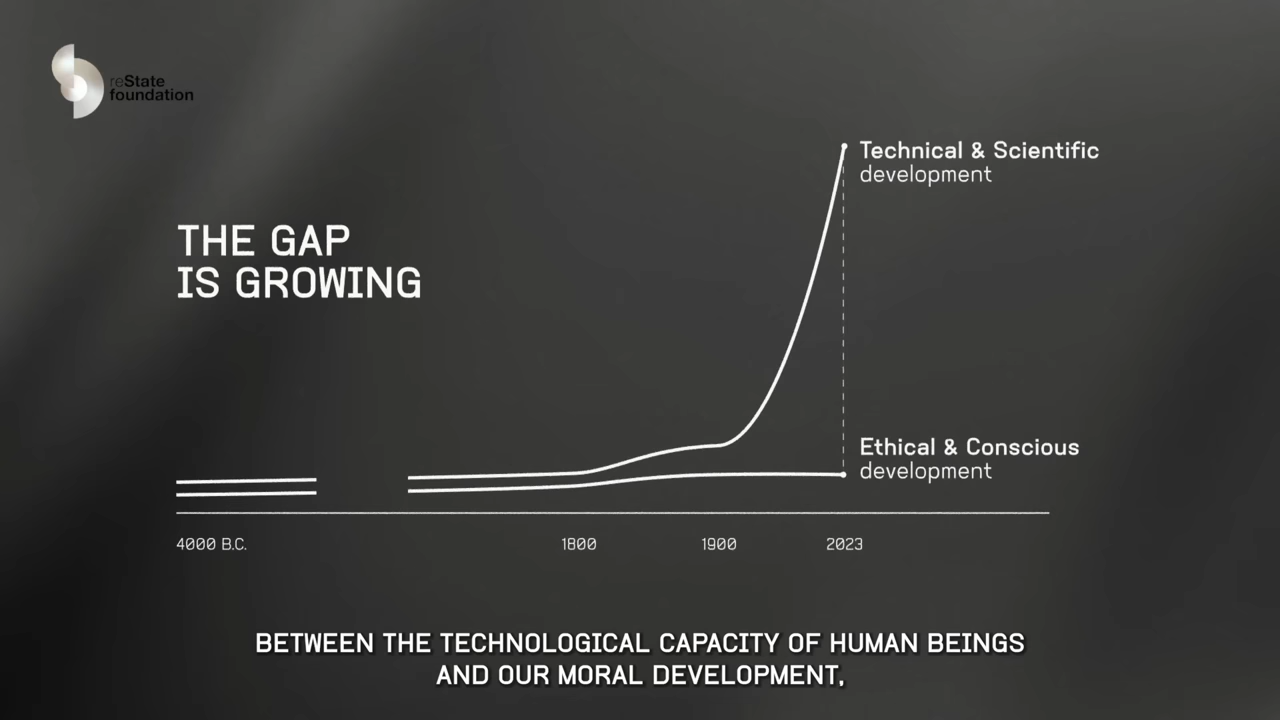 reState
foundation
Technical & Scientific
development
THE GAP
IS GROWING
Ethical & Conscious
development
4000 B.C.
1800
1900
2023
BETWEEN THE TECHNOLOGICAL CAPACITY OF HUMAN BEINGS
AND OUR MORAL DEVELOPMENT,